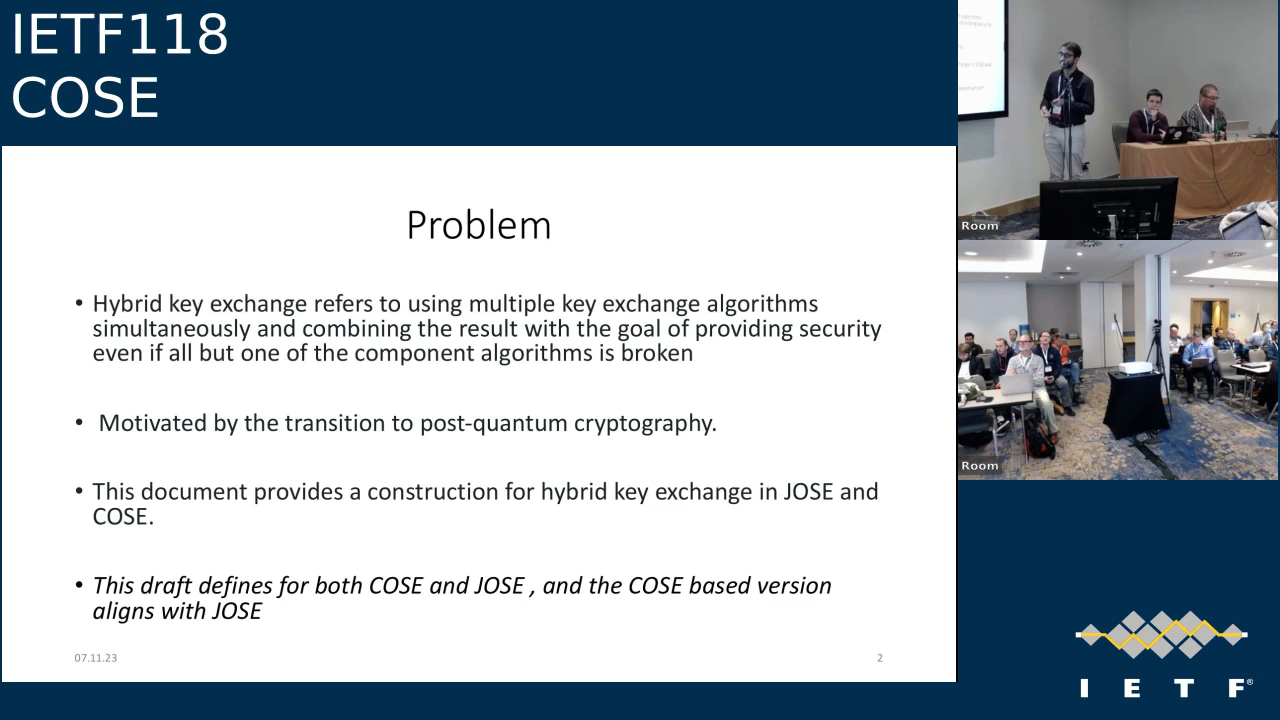 IETF118
COSE
Problem
• Hybrid key exchange refers to using multiple key exchange algorithms
simultaneously and combining the result with the goal of providing security
even if all but one of the component algorithms is broken
• Motivated by the transition to post-quantum cryptography.
• This document provides a construction for hybrid key exchange in JOSE and
COSE.
• This draft defines for both COSE and JOSE , and the COSE based version
aligns with JOSE
07.11.23
2
Room
Room
I E T F®